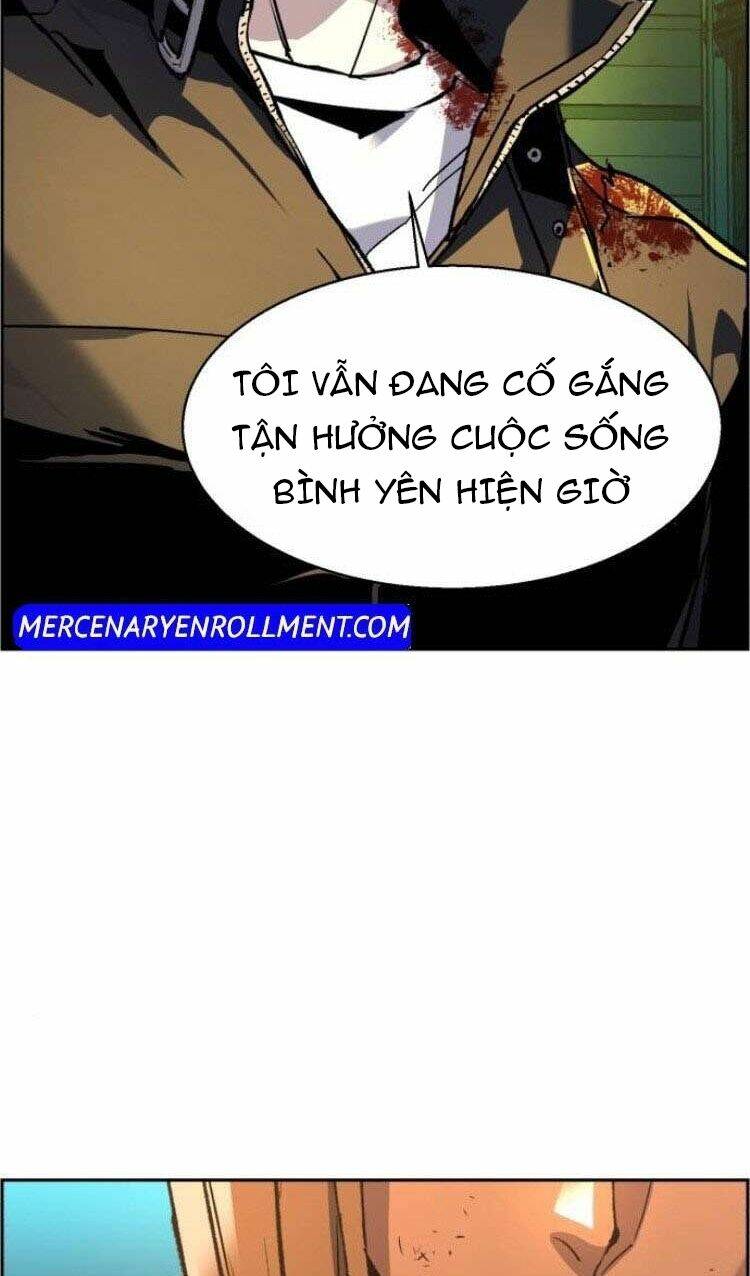 TÔI VẪN ĐANG CỐ GẮNG
TẬN HƯỞNG CUỘC SỐNG
BÌNH YÊN HIỆN GIỜ
MERCENARYENROLLMENT.COM